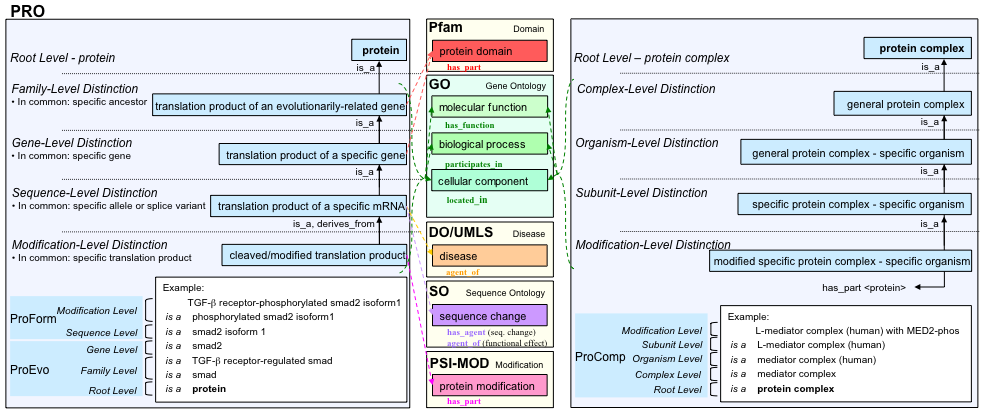 PRO
Root Level - protein
protein
is_a
Family-Level Distinction
• In common: specific ancestor
translation product of an evolutionarily-related gene
is_a
Gene-Level Distinction
• In common: specific gene
translation product of a specific gene
is_a
Sequence-Level Distinction
• In common: specific allele or splice variant
translation product of a specific mRNA
is_a, derives_from
Modification-Level Distinction
• In common: specific translation product
cleaved/modified translation product
ProForm
ProEvo
Modification Level
Sequence Level
Gene Level
Family Level
Root Level
Example:
TGF-β receptor-phosphorylated smad2 isoform1
is a phosphorylated smad2 isoform1
is a smad2 isoform 1
is a smad2
is a TGF-β receptor-regulated smad
is a smad
is a protein
Pfam Domain
protein domain
has_part
GO Gene Ontology
molecular function
has_function
biological process
participates_in
cellular component
located_in
DO/UMLS Disease
disease
agent_of
SO Sequence Ontology
sequence change
has_agent (seq. change)
agent_of (functional effect)
PSI-MOD Modification
protein modification
has_part
Root Level – protein complex
protein complex
is_a
Complex-Level Distinction
general protein complex
is_a
Organism-Level Distinction
general protein complex - specific organism
is_a
Subunit-Level Distinction
specific protein complex - specific organism
is_a
Modification-Level Distinction
modified specific protein complex - specific organism
has_part <protein>
ProComp
Modification Level
Subunit Level
Organism Level
Complex Level
Root Level
Example:
L-mediator complex (human) with MED2-phos
is a L-mediator complex (human)
is a mediator complex (human)
is a mediator complex
is a protein complex